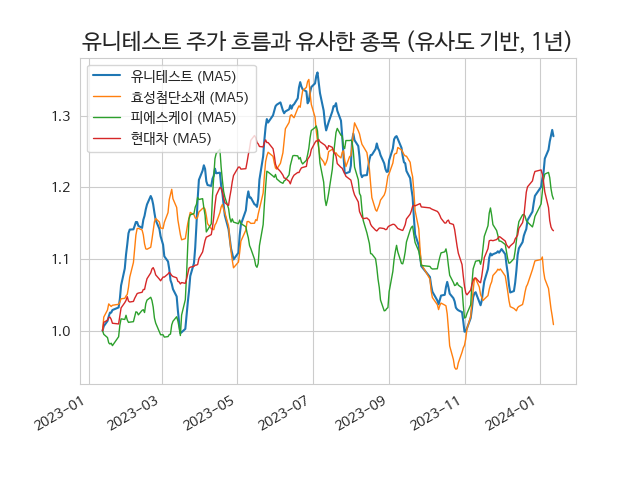 유니테스트 주가 흐름과 유사한 종목 (유사도 기반, 1년)
유니테스트 (MA5)
효성첨단소재 (MA5)
피에스케이 (MA5)
현대차 (MA5)
1.3
1.2
1.1
1.0
2023-01
2023-03
2023-05
2023-07
2023-09
2023-11
2024-01